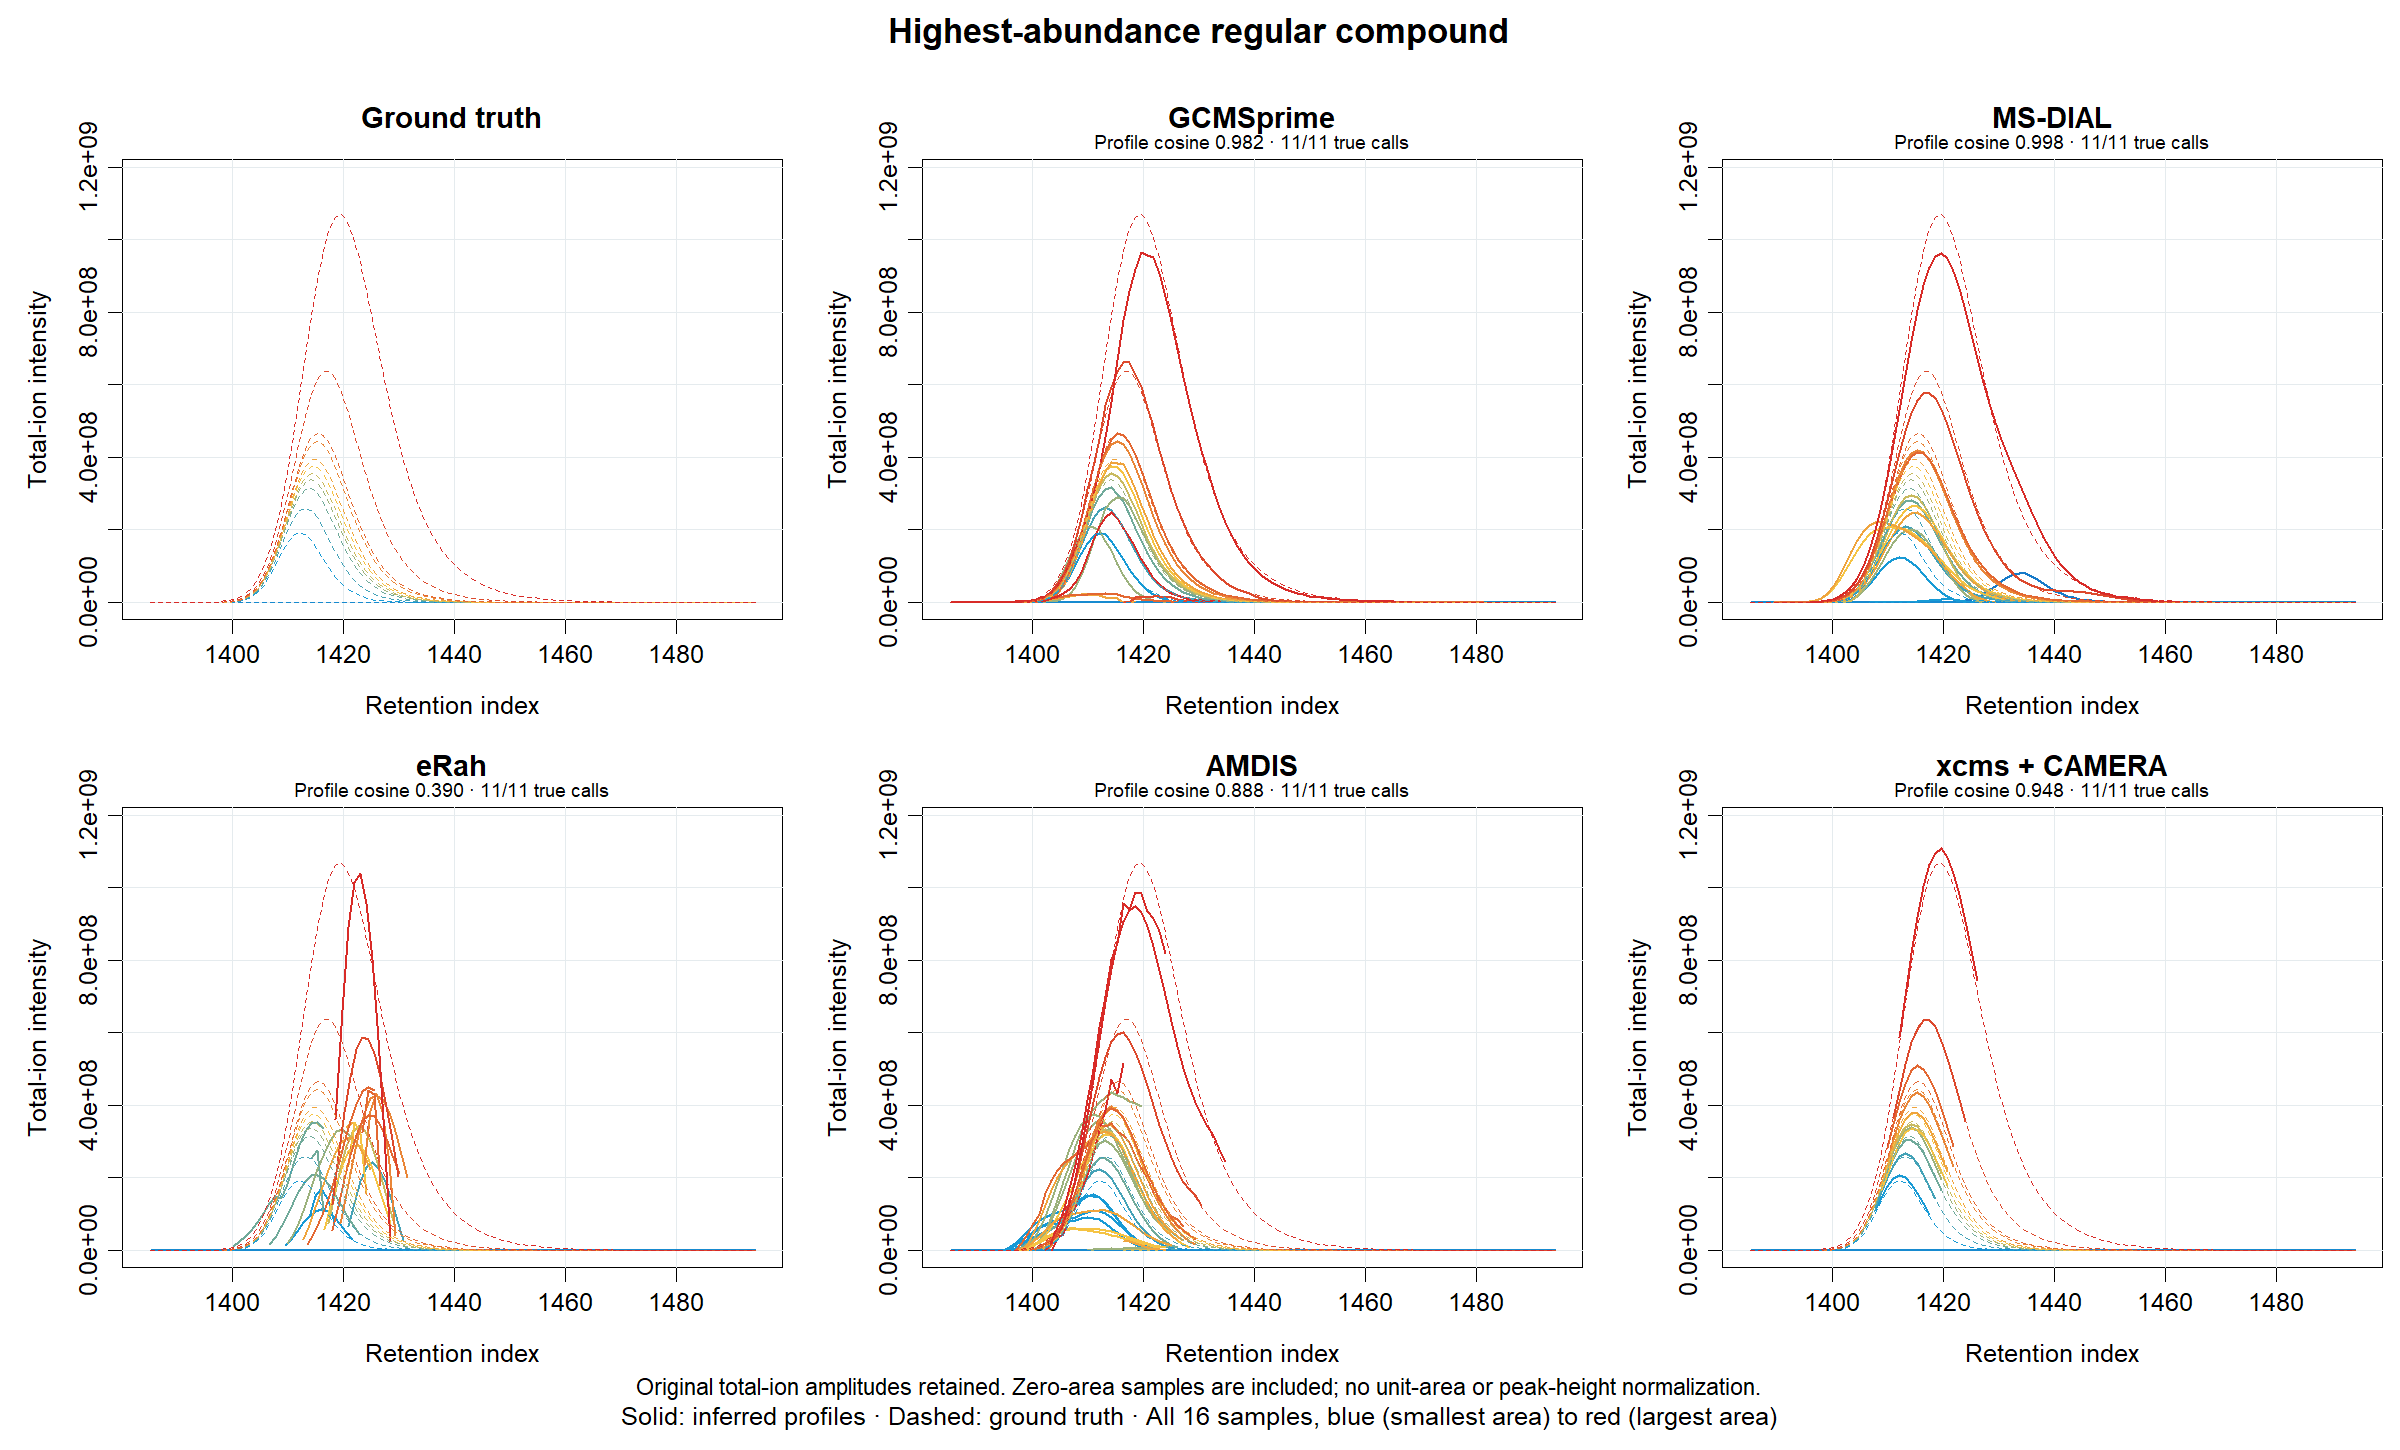 Highest-abundance regular compound
Ground truth
1.2e+09
8.0e+08
4.0e+08
0.0e+00
Total-ion intensity
1400 1420 1440 1460 1480
Retention index
GCMSprime
Profile cosine 0.982 · 11/11 true calls
1.2e+09
8.0e+08
4.0e+08
0.0e+00
Total-ion intensity
1400 1420 1440 1460 1480
Retention index
MS-DIAL
Profile cosine 0.998 · 11/11 true calls
1.2e+09
8.0e+08
4.0e+08
0.0e+00
Total-ion intensity
1400 1420 1440 1460 1480
Retention index
eRah
Profile cosine 0.390 · 11/11 true calls
1.2e+09
8.0e+08
4.0e+08
0.0e+00
Total-ion intensity
1400 1420 1440 1460 1480
Retention index
AMDIS
Profile cosine 0.888 · 11/11 true calls
1.2e+09
8.0e+08
4.0e+08
0.0e+00
Total-ion intensity
1400 1420 1440 1460 1480
Retention index
xcms + CAMERA
Profile cosine 0.948 · 11/11 true calls
1.2e+09
8.0e+08
4.0e+08
0.0e+00
Total-ion intensity
1400 1420 1440 1460 1480
Retention index
Original total-ion amplitudes retained. Zero-area samples are included; no unit-area or peak-height normalization.
Solid: inferred profiles · Dashed: ground truth · All 16 samples, blue (smallest area) to red (largest area)